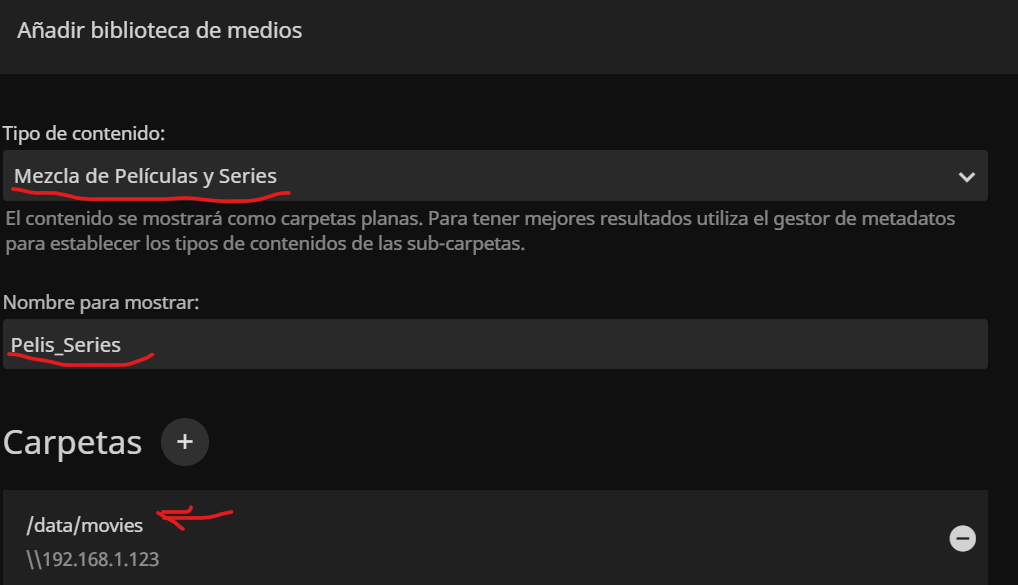 Añadir biblioteca de medios
Tipo de contenido:
Mezcla de Películas y Series
El contenido se mostrará como carpetas planas. Para tener mejores resultados utiliza el gestor de metadatos
para establecer los tipos de contenidos de las sub-carpetas.
Nombre para mostrar:
Pelis_Series
Carpetas
/data/movies
\\192.168.1.123